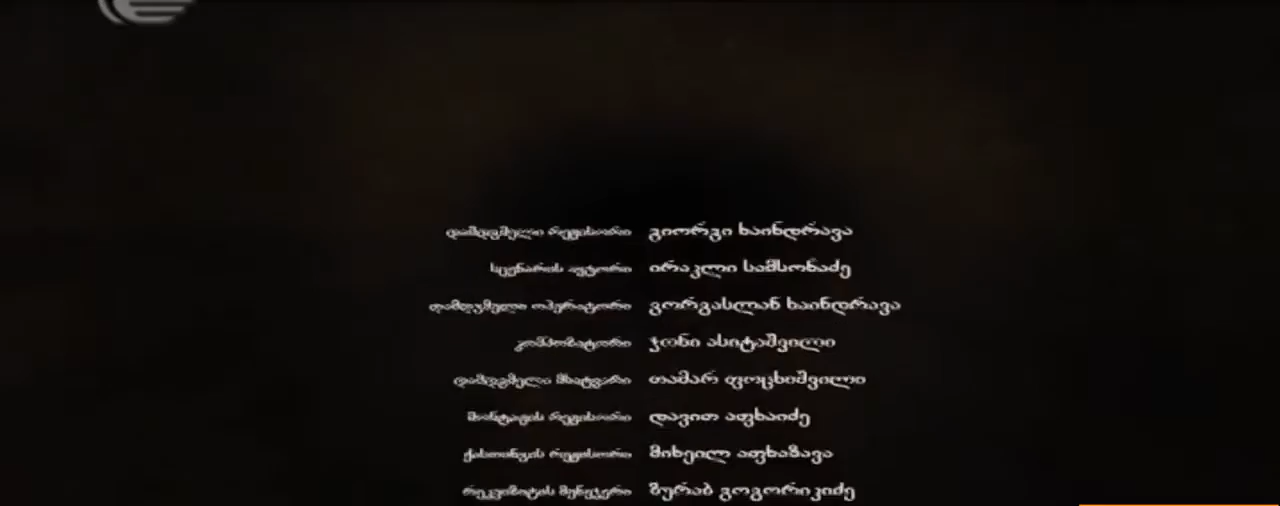 დამდგმელი რეჟისორი გიორგი ხაინდრავა
სცენარის ავტორი ირაკლი სამსონაძე
დამდგმელი ოპერატორი გორგასლან ხაინდრავა
კომპოზიტორი ჯონი ასიტაშვილი
დამდგმელი მხატვარი თამარ ფოცხიშვილი
მონტაჟის რეჟისორი დავით აფხაიძე
ქასთინგის რეჟისორი მიხეილ აფხაზავა
რეკვიზიტის მენეჯერი ზურაბ გოგორიკიძე